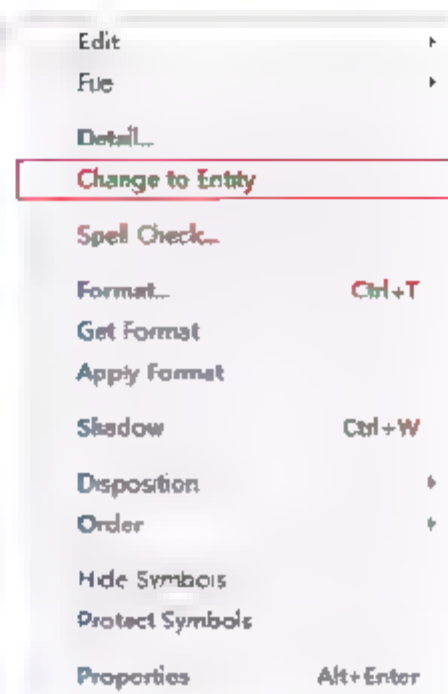 Edit
Fue
Detail...
Change to Entity
Spell Check...
Format... Ctrl+T
Get Format
Apply Format
Shadow Ctrl+W
Disposition
Order
Hide Symbols
Protect Symbols
Properties Alt+Enter